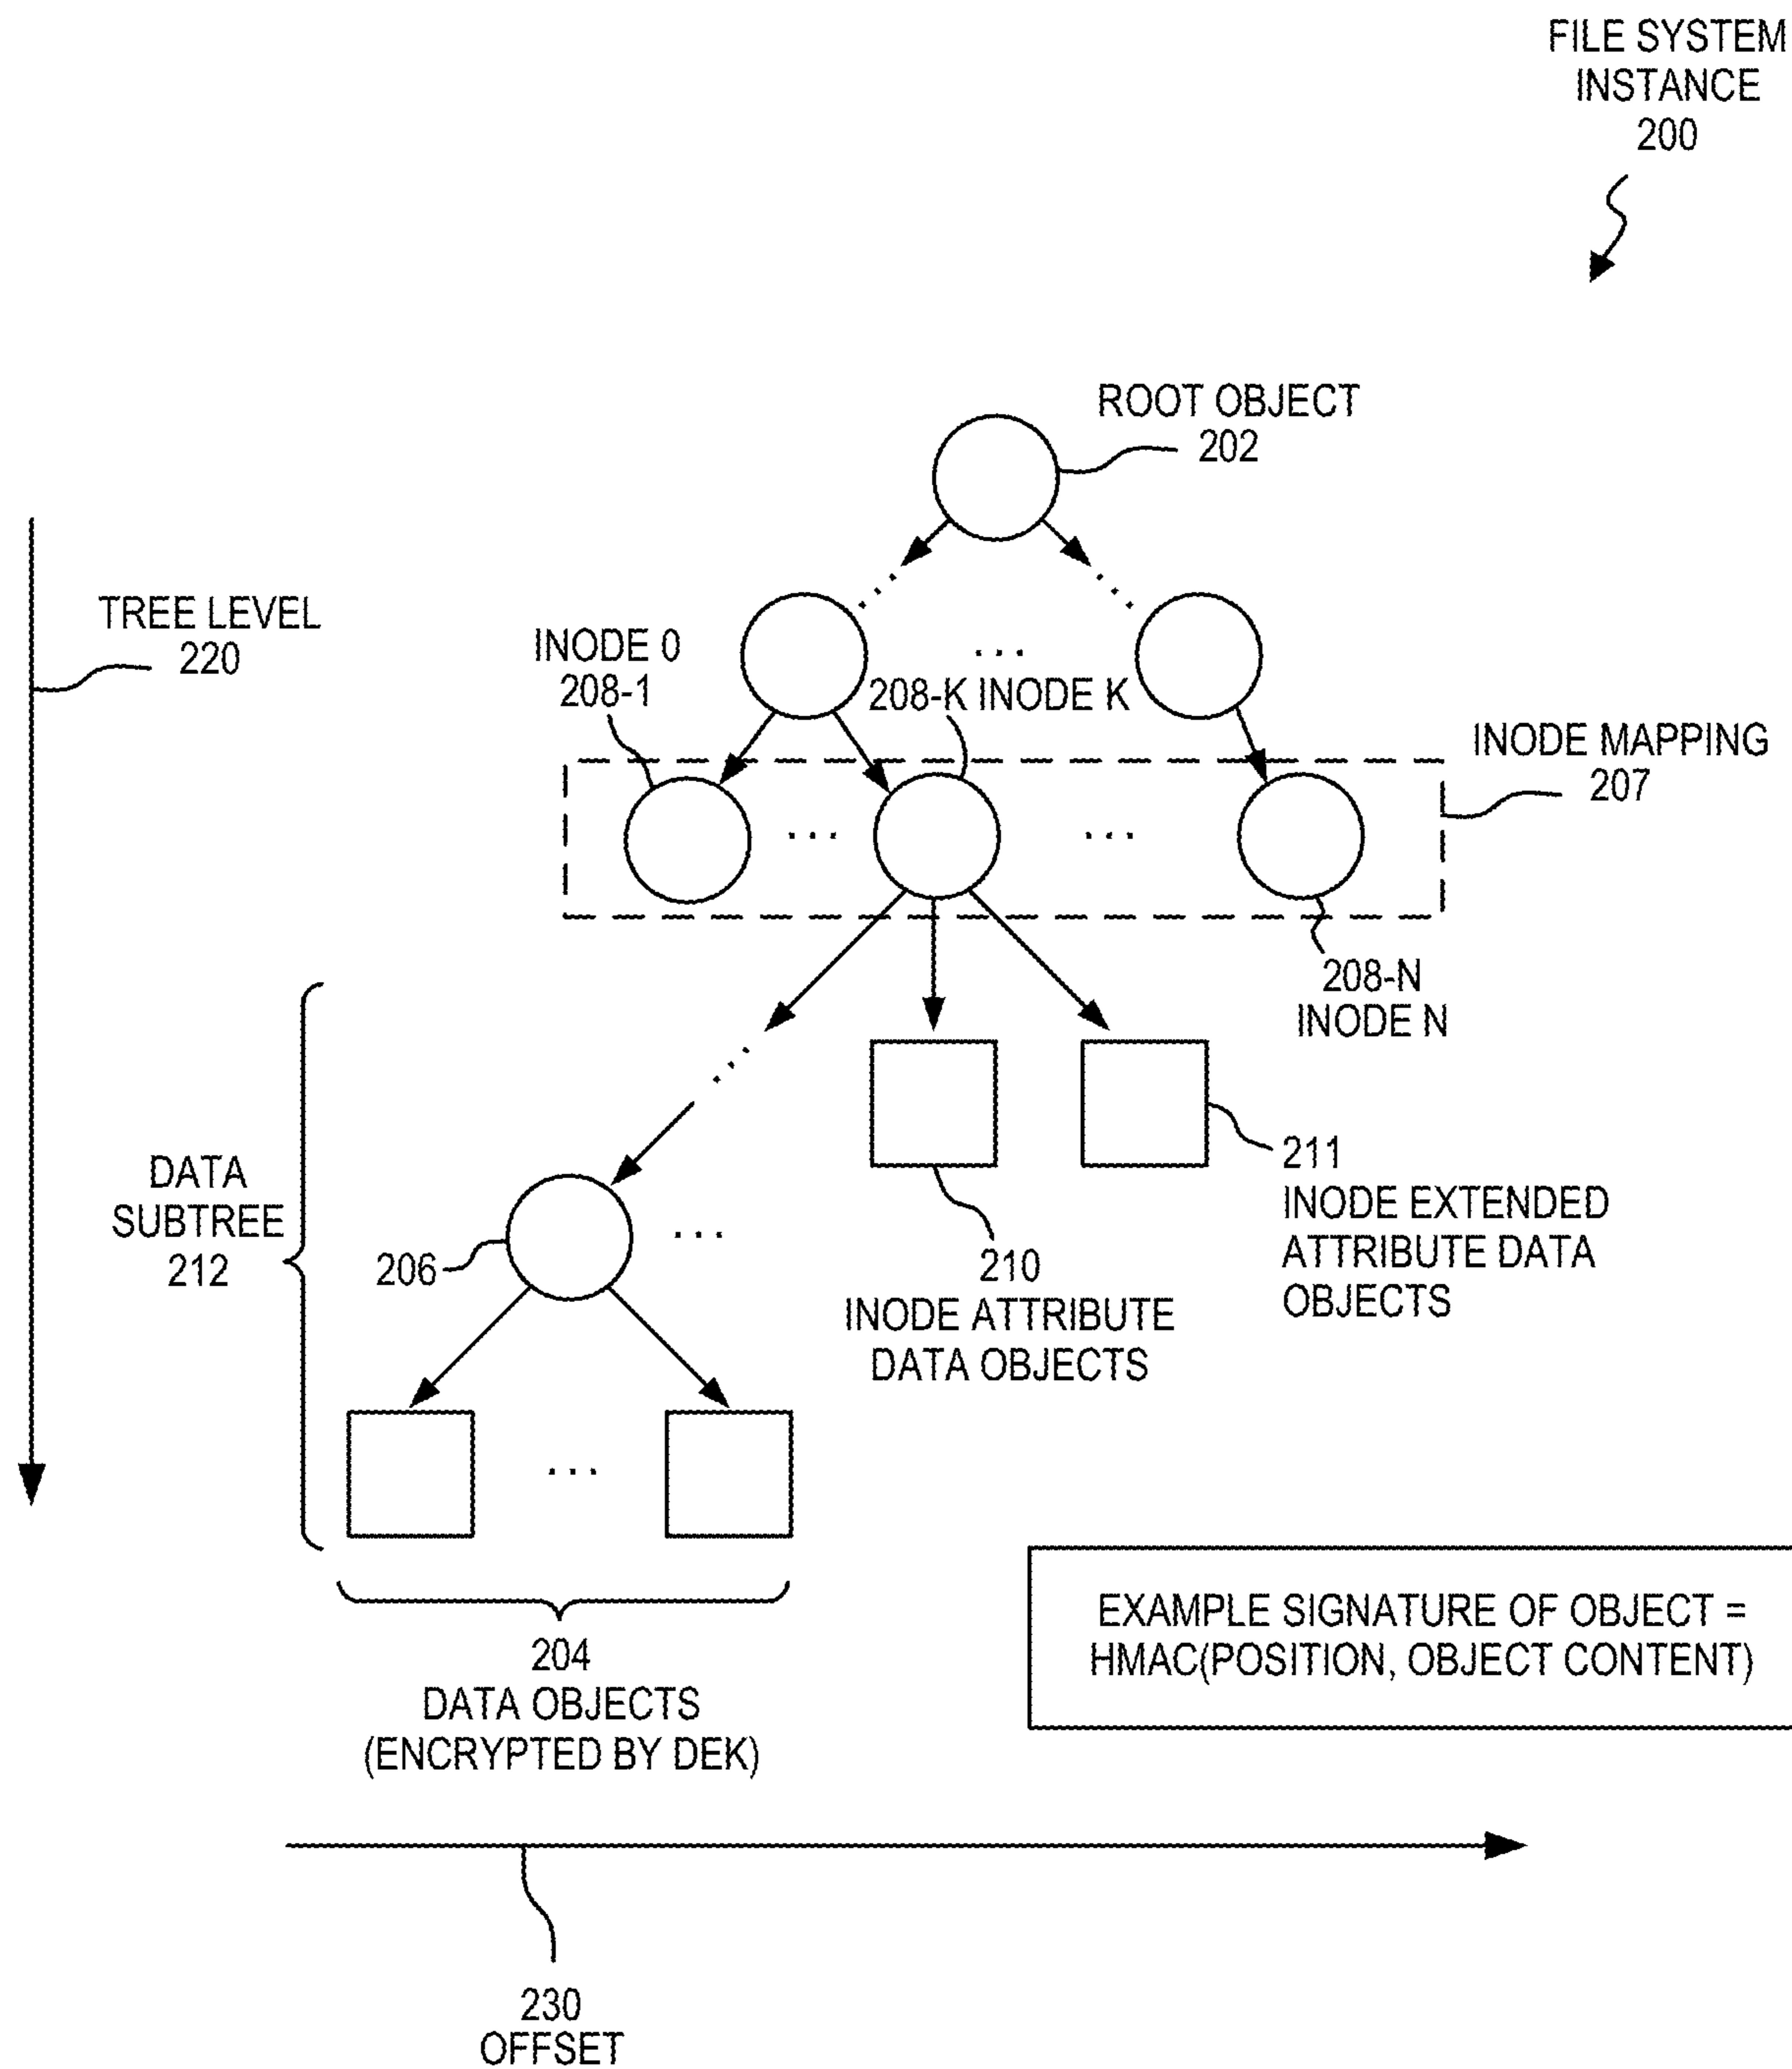 FILE SYSTEM
INSTANCE
200
ROOT OBJECT
202
TREE LEVEL
220
INODE 0
208-1
...
208-K INODE K
INODE MAPPING
207
...
...
208-N
INODE N
DATA
SUBTREE
212
206
...
210
INODE ATTRIBUTE
DATA OBJECTS
211
INODE EXTENDED
ATTRIBUTE DATA
OBJECTS
...
204
DATA OBJECTS
(ENCRYPTED BY DEK)
EXAMPLE SIGNATURE OF OBJECT =
HMAC(POSITION, OBJECT CONTENT)
230
OFFSET